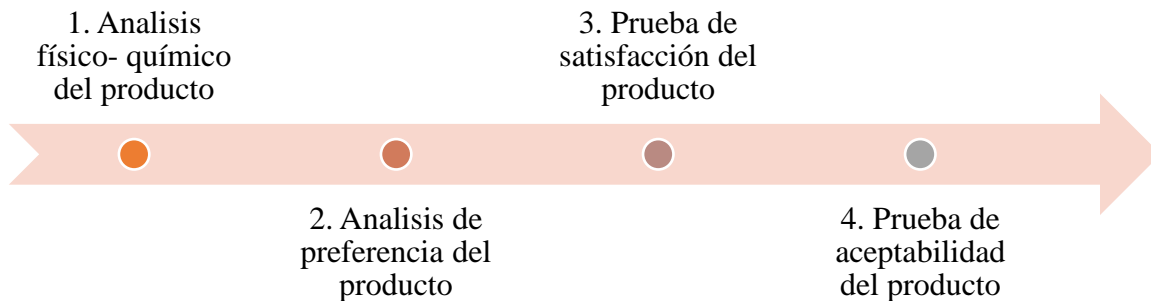 1. Analisis
físico- químico
del producto
2. Analisis de
preferencia del
producto
3. Prueba de
satisfacción del
producto
4. Prueba de
aceptabilidad
del producto